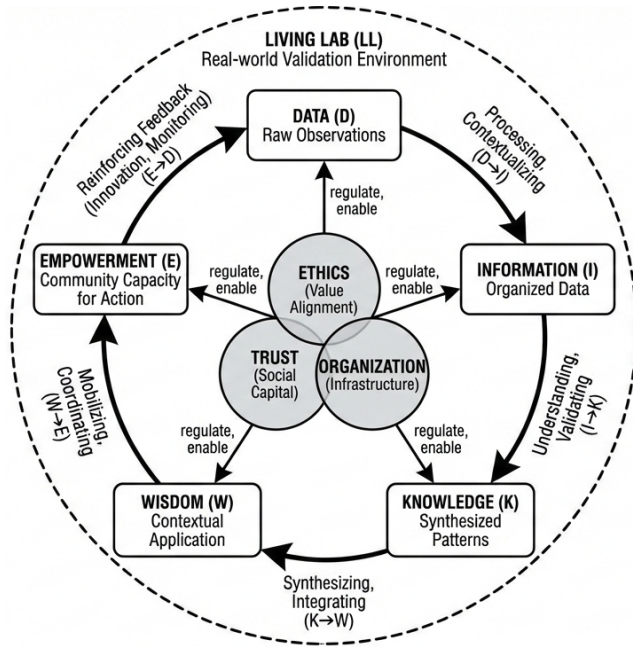 LIVING LAB (LL)
Real-world Validation Environment
DATA (D)
Raw Observations
Reinforcing Feedback
(Innovation, Monitoring)
(E→D)
Processing,
Contextualizing
(D→I)
regulate,
enable
EMPOWERMENT (E)
Community Capacity
for Action
regulate,
enable
ETHICS
(Value
Alignment)
regulate,
enable
INFORMATION (I)
Organized Data
TRUST
(Social
Capital)
ORGANIZATION
(Infrastructure)
Mobilizing,
Coordinating
(W→E)
Understanding,
Validating
(I→K)
regulate,
enable
regulate,
enable
WISDOM (W)
Contextual
Application
KNOWLEDGE (K)
Synthesized
Patterns
Synthesizing,
Integrating
(K→W)